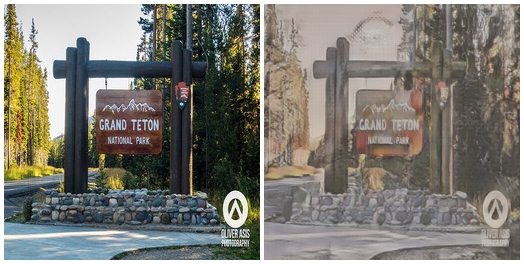 GRAND TETON
NATIONAL PARK
OLIVER ASIS
PHOTOGRAPHY
GRAND TETON
NATIONAL PARK
OLIVER ASIS
PHOTOGRAPHY